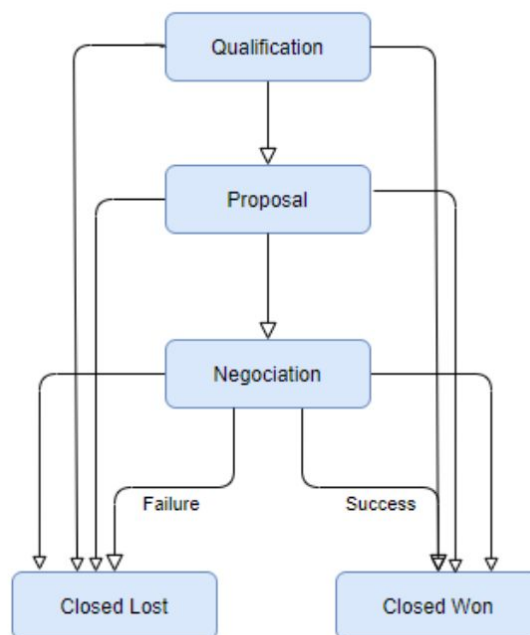 Qualification
Proposal
Negociation
Failure
Success
Closed Lost
Closed Won